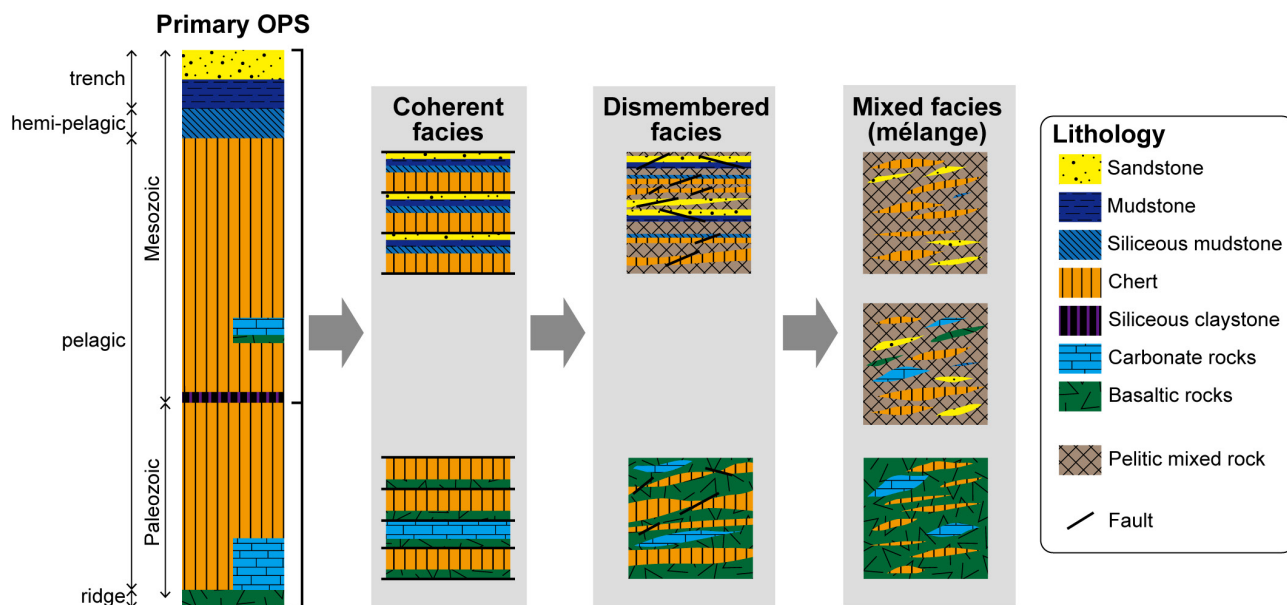 Primary OPS
trench
hemi-pelagic
pelagic
ridge
Mesozoic
Paleozoic
Coherent
facies
Dismembered
facies
Mixed facies
(mélange)
Lithology
Sandstone
Mudstone
Siliceous mudstone
Chert
Siliceous claystone
Carbonate rocks
Basaltic rocks
Pelitic mixed rock
Fault